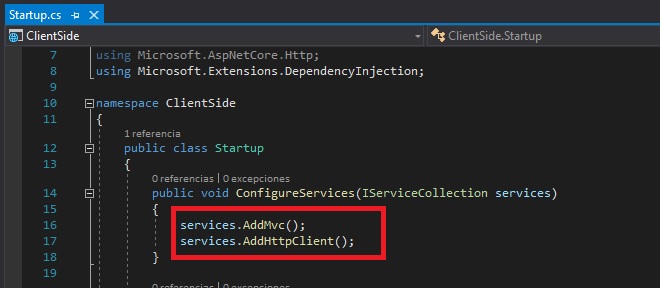 Startup.cs
ClientSide
ClientSide.Startup
7 using Microsoft.AspNetCore.Http;
8 using Microsoft.Extensions.DependencyInjection;
9
10 namespace ClientSide
11 {
1 referencia
12 public class Startup
13 {
0 referencias | 0 excepciones
14 public void ConfigureServices(IServiceCollection services)
15 {
16 services.AddMvc();
17 services.AddHttpClient();
18 }
19
0 referencias | 0 excepciones